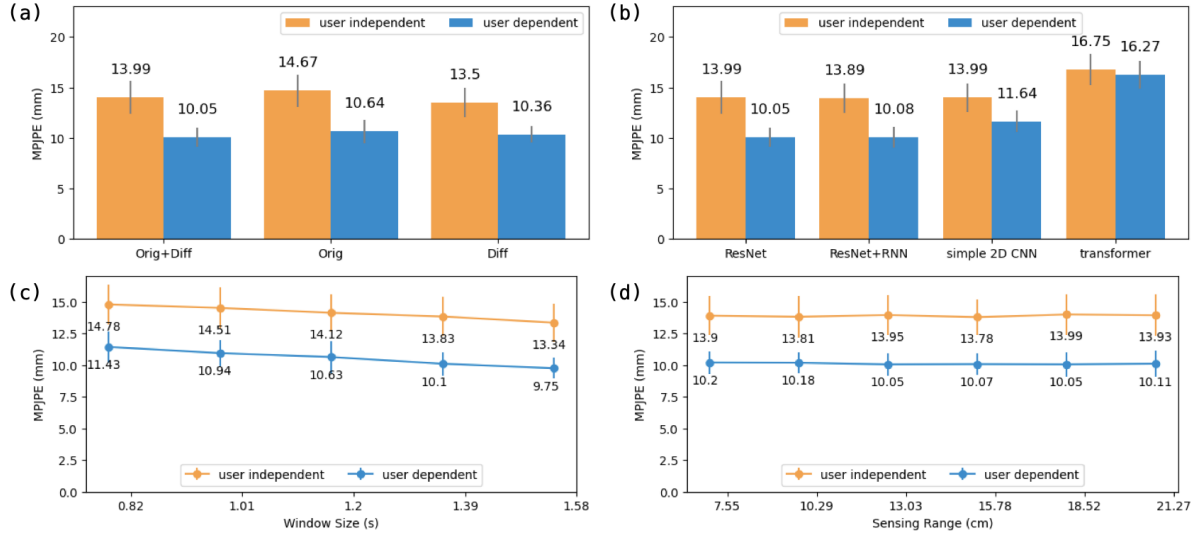 (a)
user independent
user dependent
20
15
10
5
0
MPJPE (mm)
13.99
10.05
14.67
10.64
13.5
10.36
Orig+Diff
Orig
Diff
(b)
user independent
user dependent
20
15
10
5
0
MPJPE (mm)
13.99
10.05
13.89
10.08
13.99
11.64
16.75
16.27
ResNet
ResNet+RNN
simple 2D CNN
transformer
(c)
15.0
12.5
10.0
7.5
5.0
2.5
0.0
MPJPE (mm)
14.78
14.51
14.12
13.83
13.34
11.43
10.94
10.63
10.1
9.75
user independent
user dependent
0.82
1.01
1.2
1.39
1.58
Window Size (s)
(d)
15.0
12.5
10.0
7.5
5.0
2.5
0.0
MPJPE (mm)
13.9
13.81
13.95
13.78
13.99
13.93
10.2
10.18
10.05
10.07
10.05
10.11
user independent
user dependent
7.55
10.29
13.03
15.78
18.52
21.27
Sensing Range (cm)